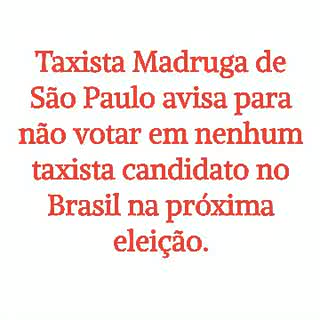 Taxista Madruga de
São Paulo avisa para
não votar em nenhum
taxista candidato no
Brasil na próxima
eleição.